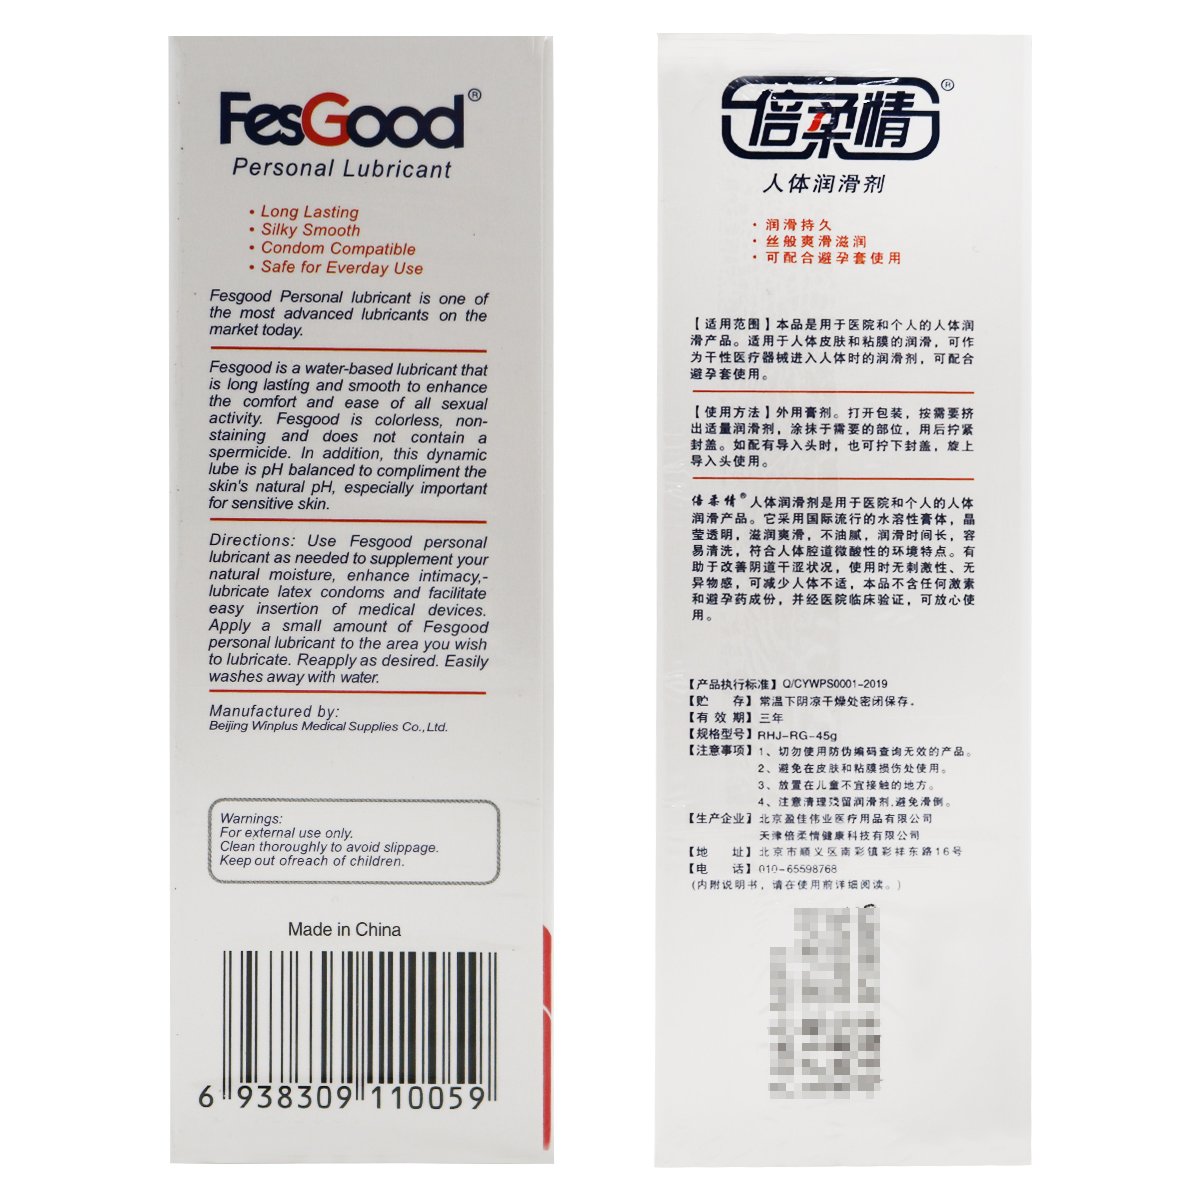 FesGood®
Personal Lubricant
• Long Lasting
• Silky Smooth
• Condom Compatible
• Safe for Everday Use
Fesgood Personal lubricant is one of
the most advanced lubricants on the
market today.
Fesgood is a water-based lubricant that
is long lasting and smooth to enhance
the comfort and ease of all sexual
activity. Fesgood is colorless, non-
staining and does not contain a
spermicide. In addition, this dynamic
lube is pH balanced to compliment the
skin's natural pH, especially important
for sensitive skin.
Directions: Use Fesgood personal
lubricant as needed to supplement your
natural moisture, enhance intimacy,-
lubricate latex condoms and facilitate
easy insertion of medical devices.
Apply a small amount of Fesgood
personal lubricant to the area you wish
to lubricate. Reapply as desired. Easily
washes away with water.
Manufactured by:
Beijing Winplus Medical Supplies Co.,Ltd.
Warnings:
For external use only.
Clean thoroughly to avoid slippage.
Keep out ofreach of children.
Made in China
6 938309 110059
倍柔情®
人体润滑剂
· 润滑持久
· 丝般爽滑滋润
· 可配合避孕套使用
【适用范围】本品是用于医院和个人的人体润
滑产品。适用于人体皮肤和粘膜的润滑，可作
为干性医疗器械进入人体时的润滑剂，可配合
避孕套使用。
【使用方法】外用膏剂。打开包装，按需要挤
出适量润滑剂，涂抹于需要的部位，用后拧紧
封盖。如配有导入头时，也可拧下封盖，旋上
导入头使用。
倍柔情®人体润滑剂是用于医院和个人的人体
润滑产品。它采用国际流行的水溶性膏体，晶
莹透明，滋润爽滑，不油腻，润滑时间长，容
易清洗，符合人体腔道微酸性的环境特点。有
助于改善阴道干涩状况，使用时无刺激性、无
异物感，可减少人体不适，本品不含任何激素
和避孕药成份，并经医院临床验证，可放心使
用。
【产品执行标准】Q/CYWPS0001-2019
【贮 存】常温下阴凉干燥处密闭保存.
【有 效 期】三年
【规格型号】RHJ-RG-45g
【注意事项】1、切勿使用防伪编码查询无效的产品。
2、避免在皮肤和粘膜损伤处使用。
3、放置在儿童不宜接触的地方。
4、注意清理残留润滑剂,避免滑倒。
【生产企业】北京盈佳伟业医疗用品有限公司
天津倍柔情健康科技有限公司
【地 址】北京市顺义区南彩镇彩祥东路16号
【电 话】010-65598768
(内附说明书，请在使用前详细阅读。)